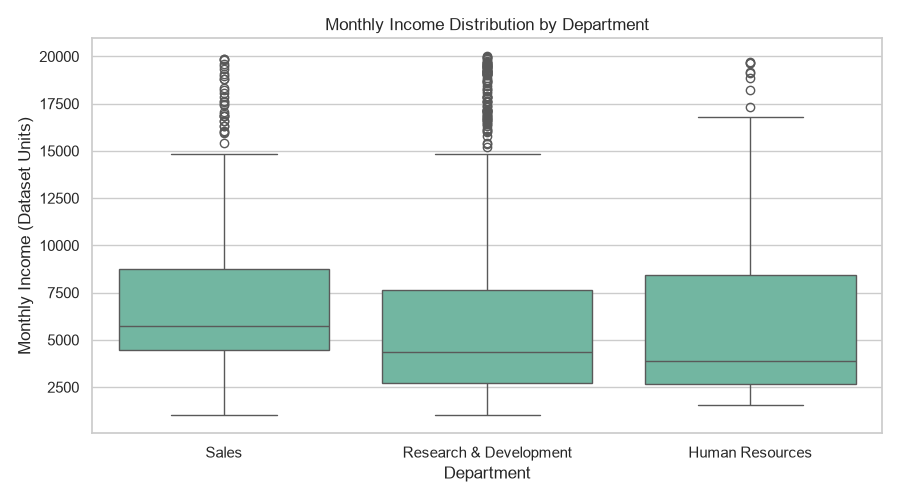 Monthly Income Distribution by Department
Monthly Income (Dataset Units)
20000
17500
15000
12500
10000
7500
5000
2500
Sales
Research & Development
Human Resources
Department